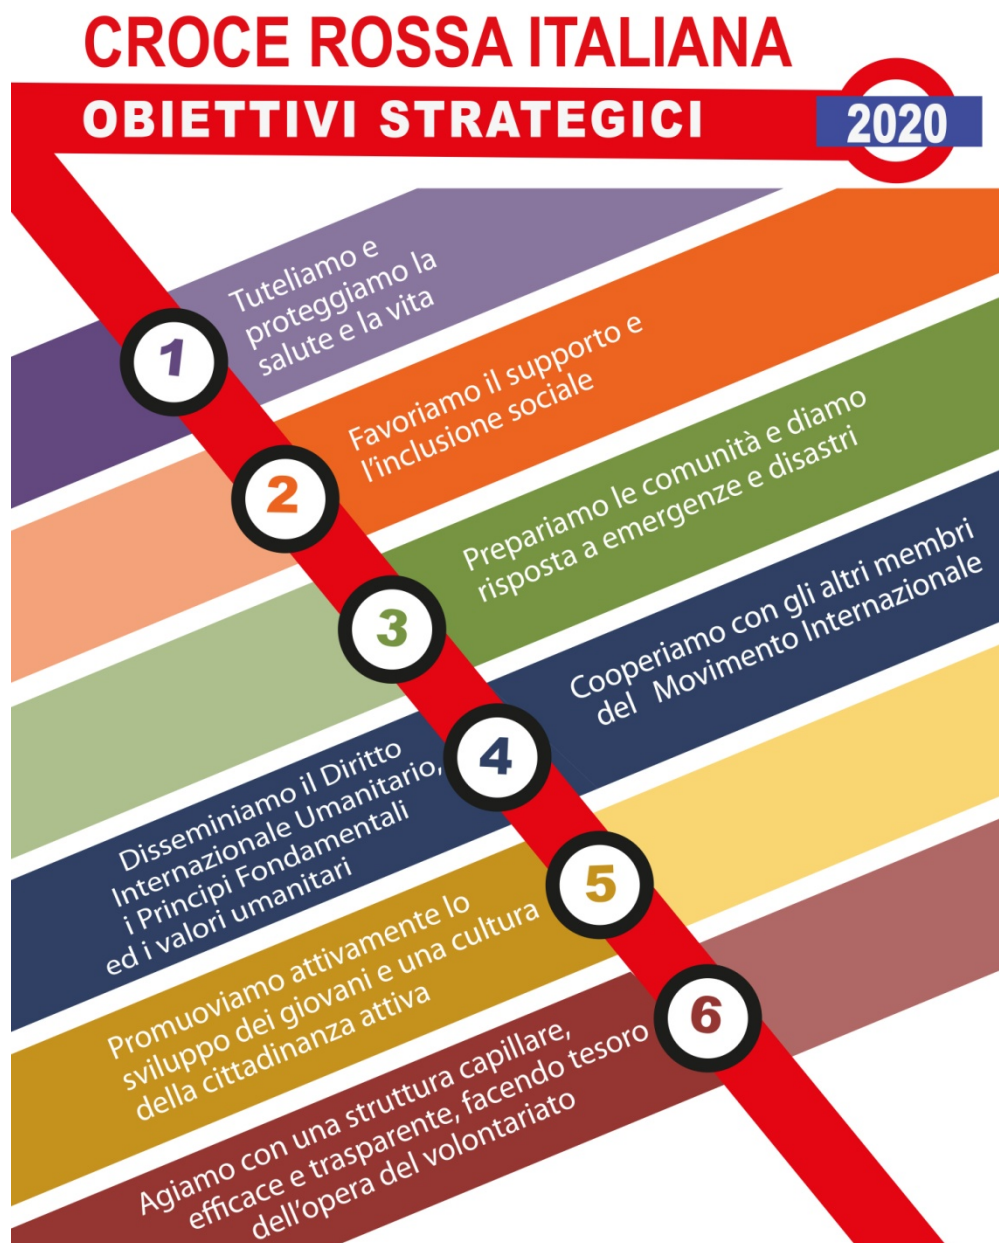 CROCE ROSSA ITALIANA
OBIETTIVI STRATEGICI
2020
1
Tuteliamo e
proteggiamo la
salute e la vita
2
Favoriamo il supporto e
l'inclusione sociale
3
Prepariamo le comunità e diamo
risposta a emergenze e disastri
4
Disseminiamo il Diritto
Internazionale Umanitario,
i Principi Fondamentali
ed i valori umanitari
Cooperiamo con gli altri membri
del Movimento Internazionale
5
Promuoviamo attivamente lo
sviluppo dei giovani e una cultura
della cittadinanza attiva
6
Agiamo con una struttura capillare,
efficace e trasparente, facendo tesoro
dell'opera del volontariato